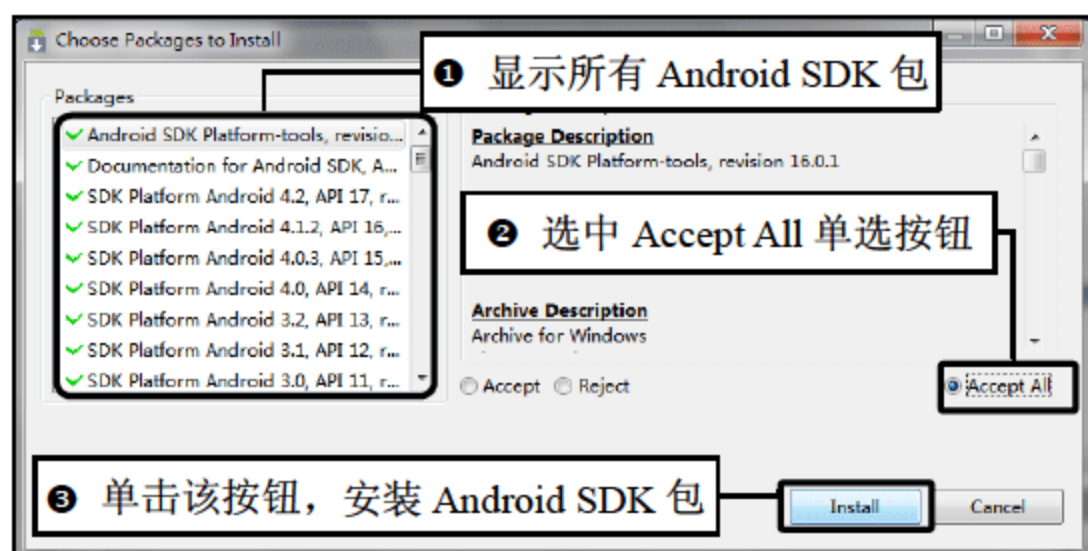 Choose Packages to Install
❶ 显示所有 Android SDK 包
Packages
Android SDK Platform-tools, revisio...
Documentation for Android SDK, A...
SDK Platform Android 4.2, API 17, r...
SDK Platform Android 4.1.2, API 16,...
SDK Platform Android 4.0.3, API 15,...
SDK Platform Android 4.0, API 14, r...
SDK Platform Android 3.2, API 13, r...
SDK Platform Android 3.1, API 12, r...
SDK Platform Android 3.0, API 11, r...
Package Description
Android SDK Platform-tools, revision 16.0.1
❷ 选中 Accept All 单选按钮
Archive Description
Archive for Windows
Accept Reject Accept All
❸ 单击该按钮，安装 Android SDK 包
Install Cancel